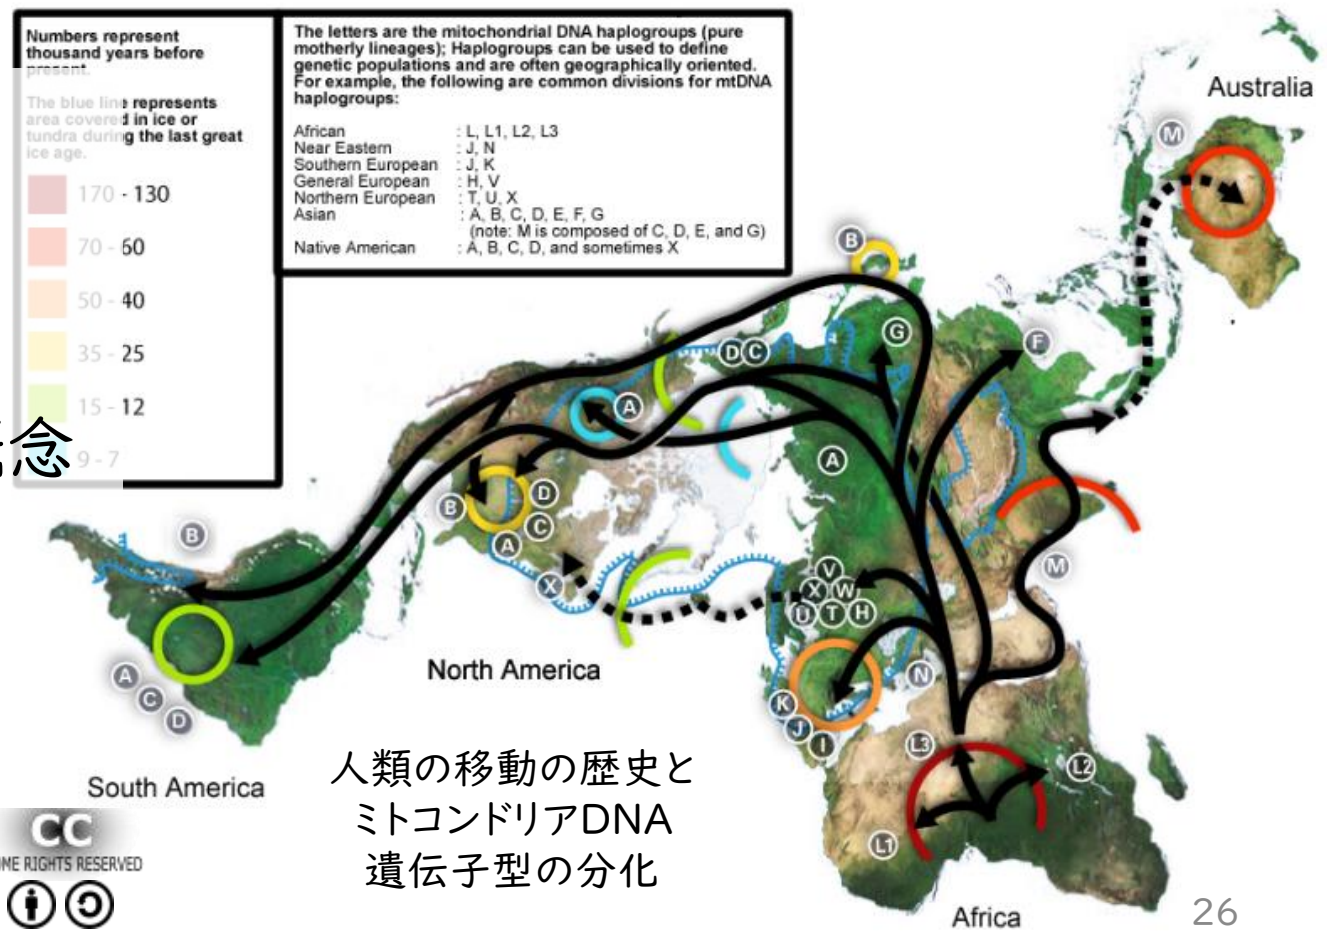 Numbers represent
thousand years before
present.
The blue line represents
area covered in ice or
tundra during the last great
ice age.
170 - 130
70 - 60
50 - 40
35 - 25
15 - 12
9 - 7
The letters are the mitochondrial DNA haplogroups (pure
motherly lineages); Haplogroups can be used to define
genetic populations and are often geographically oriented.
For example, the following are common divisions for mtDNA
haplogroups:
African : L, L1, L2, L3
Near Eastern : J, N
Southern European : J, K
General European : H, V
Northern European : T, U, X
Asian : A, B, C, D, E, F, G
(note: M is composed of C, D, E, and G)
Native American : A, B, C, D, and sometimes X
Australia
M
B
G
F
D C
A
A
念
B
D
C
A
X
B
M
V
X W
U T H
N
K
J
I
A
C
D
North America
South America
L3
L2
L1
Africa
人類の移動の歴史と
ミトコンドリアDNA
遺伝子型の分化
CC
OME RIGHTS RESERVED
26